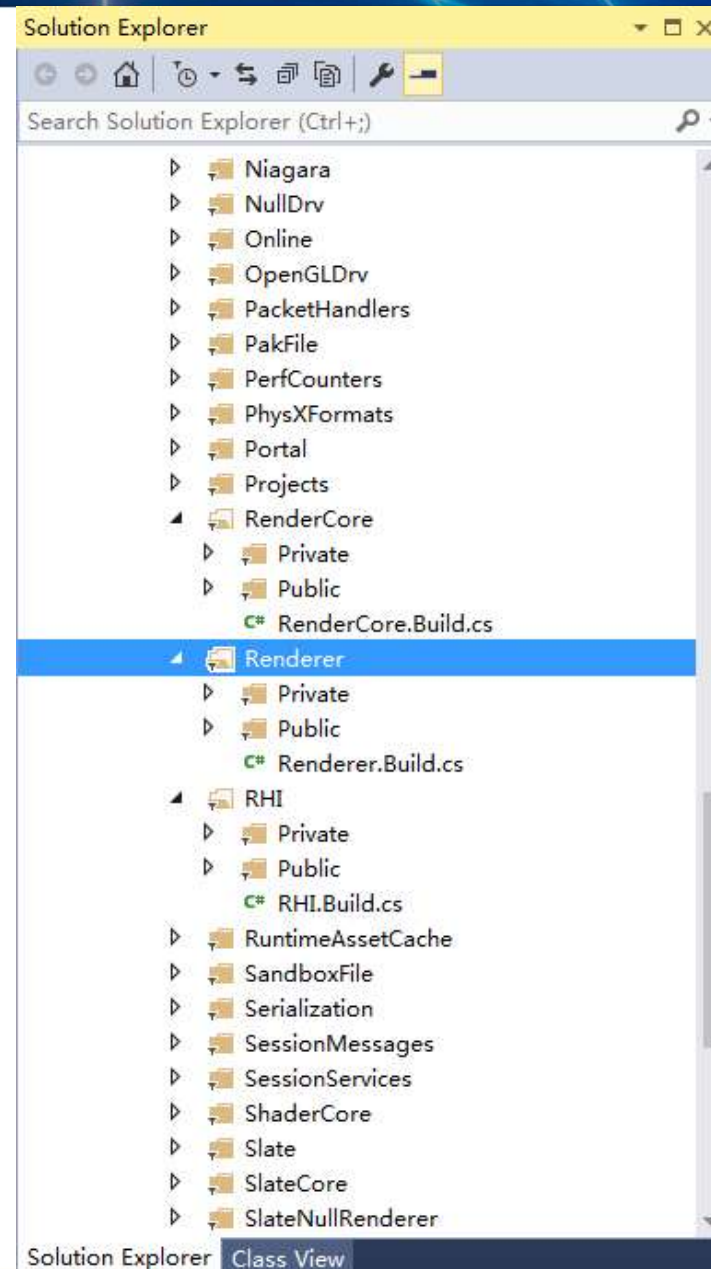 Solution Explorer
Search Solution Explorer (Ctrl+;)
Niagara
NullDrv
Online
OpenGLDrv
PacketHandlers
PakFile
PerfCounters
PhysXFormats
Portal
Projects
RenderCore
Private
Public
C# RenderCore.Build.cs
Renderer
Private
Public
C# Renderer.Build.cs
RHI
Private
Public
C# RHI.Build.cs
RuntimeAssetCache
SandboxFile
Serialization
SessionMessages
SessionServices
ShaderCore
Slate
SlateCore
SlateNullRenderer
Solution Explorer Class View